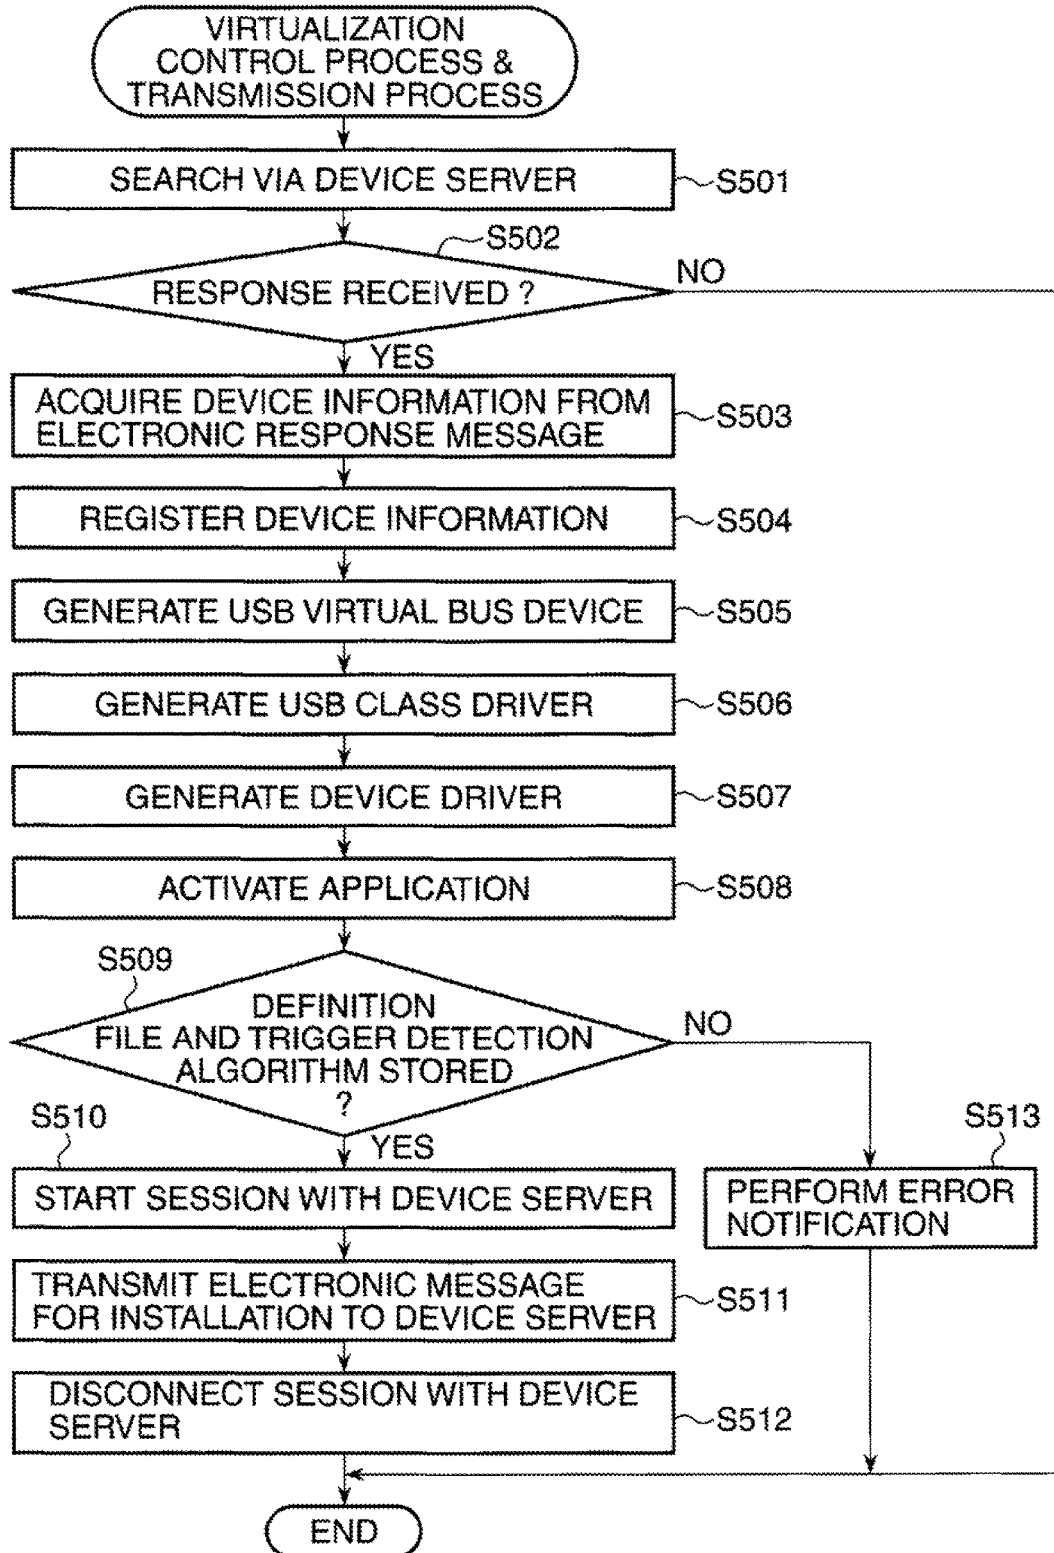 VIRTUALIZATION
CONTROL PROCESS &
TRANSMISSION PROCESS
SEARCH VIA DEVICE SERVER
S501
S502
RESPONSE RECEIVED ?
NO
YES
ACQUIRE DEVICE INFORMATION FROM
ELECTRONIC RESPONSE MESSAGE
S503
REGISTER DEVICE INFORMATION
S504
GENERATE USB VIRTUAL BUS DEVICE
S505
GENERATE USB CLASS DRIVER
S506
GENERATE DEVICE DRIVER
S507
ACTIVATE APPLICATION
S508
S509
DEFINITION
FILE AND TRIGGER DETECTION
ALGORITHM STORED
?
NO
YES
S510
START SESSION WITH DEVICE SERVER
S513
PERFORM ERROR
NOTIFICATION
TRANSMIT ELECTRONIC MESSAGE
FOR INSTALLATION TO DEVICE SERVER
S511
DISCONNECT SESSION WITH DEVICE
SERVER
S512
END